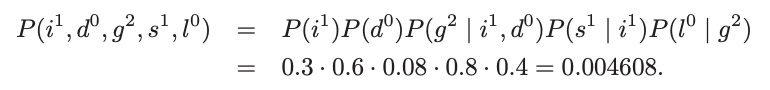 P(i¹, d⁰, g², s¹, l⁰) = P(i¹)P(d⁰)P(g² | i¹, d⁰)P(s¹ | i¹)P(l⁰ | g²)
= 0.3 · 0.6 · 0.08 · 0.8 · 0.4 = 0.004608.